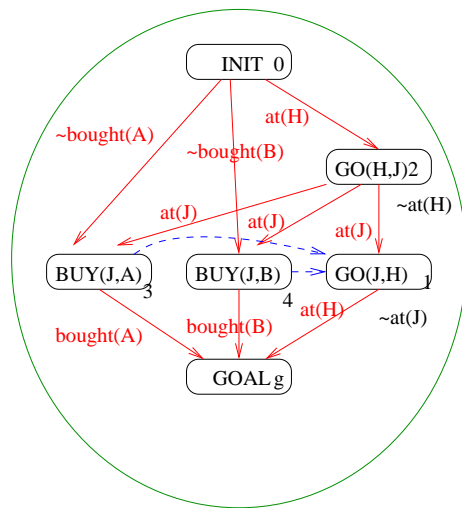 INIT 0
at(H)
~bought(A)
~bought(B)
GO(H,J)2
~at(H)
at(J)
at(J)
at(J)
BUY(J,A)
3
BUY(J,B)
4
GO(J,H)
1
at(H)
~at(J)
bought(A)
bought(B)
GOAL g